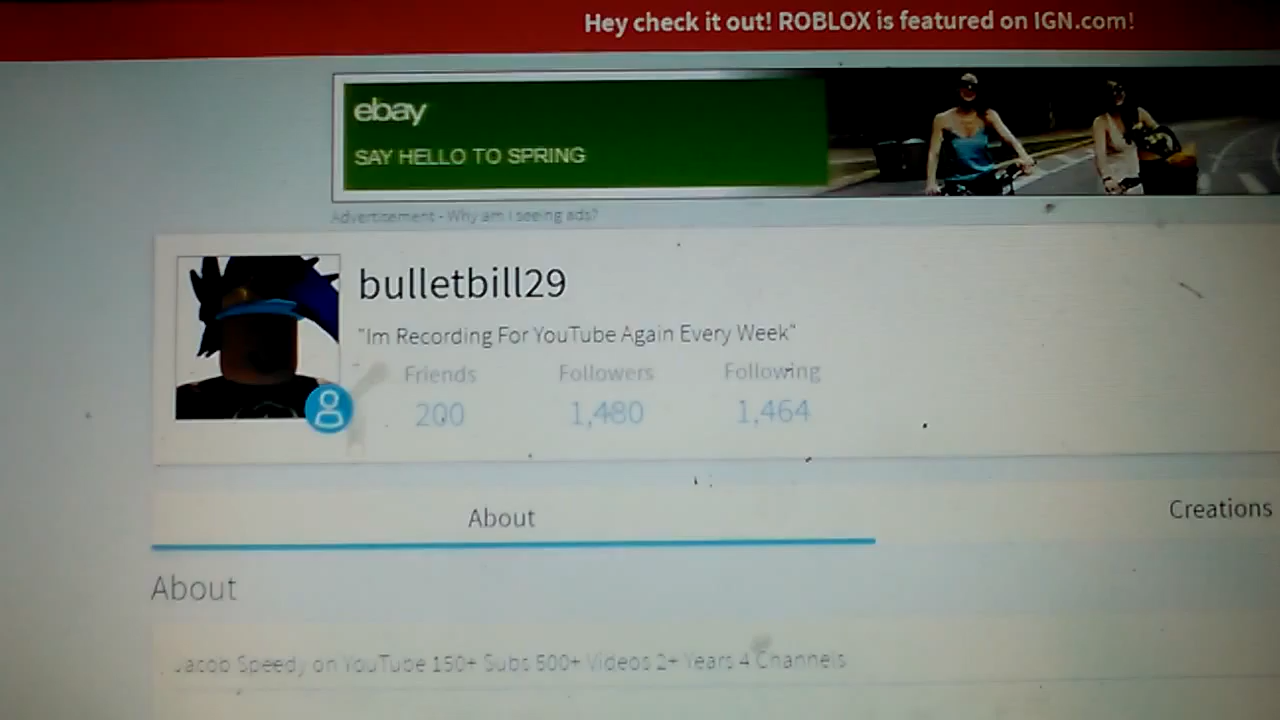 Hey check it out! ROBLOX is featured on IGN.com!
ebay
SAY HELLO TO SPRING
Advertisement - Why am I seeing ads?
bulletbill29
"Im Recording For YouTube Again Every Week"
Friends Followers Following
200 1,480 1,464
About Creations
About
Jacob Speedy on YouTube 150+ Subs 500+ Videos 2+ Years 4 Channels